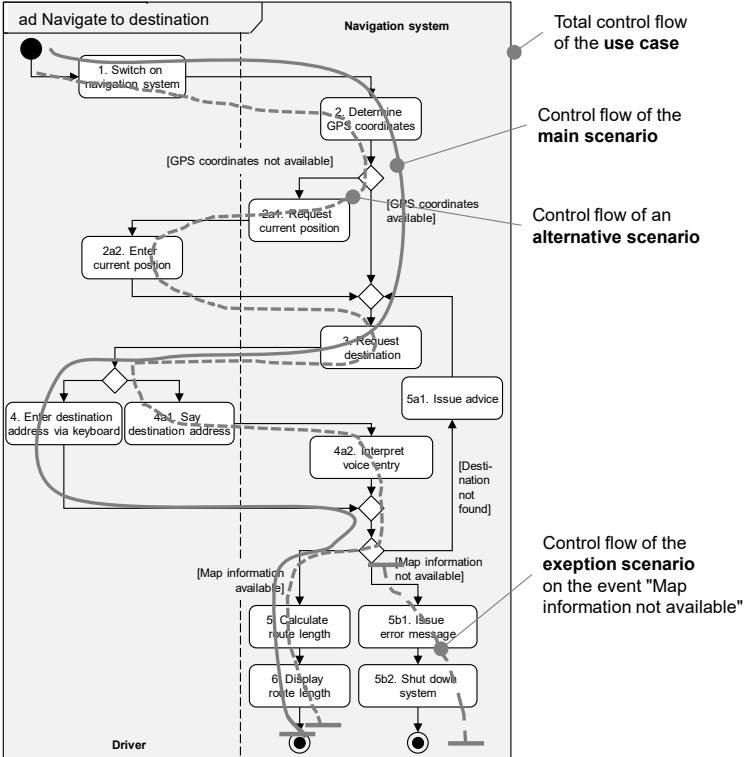 ad Navigate to destination
Navigation system
Total control flow
of the use case
1. Switch on
navigation system
2. Determine
GPS coordinates
Control flow of the
main scenario
[GPS coordinates not available]
[GPS coordinates
available]
2a1. Request
current position
Control flow of an
alternative scenario
2a2. Enter
current postion
3. Request
destination
5a1. Issue advice
4. Enter destination
address via keyboard
4a1. Say
destination address
4a2. Interpret
voice entry
[Desti-
nation
not
found]
[Map information
available]
[Map information
not available]
Control flow of the
exeption scenario
on the event "Map
information not available"
5. Calculate
route length
5b1. Issue
error message
6. Display
route length
5b2. Shut down
system
Driver